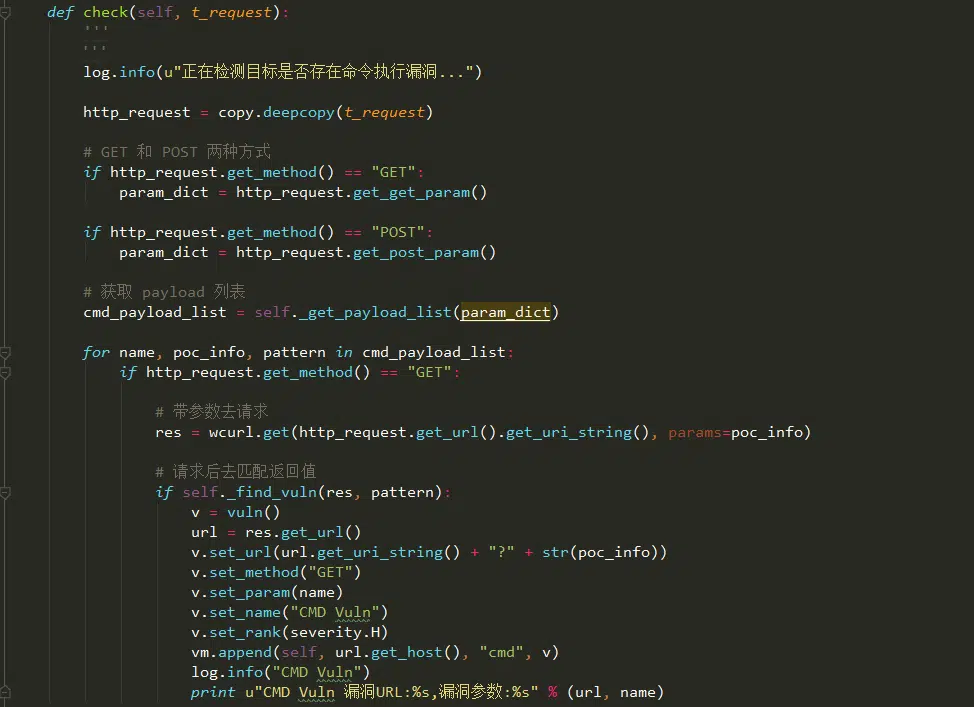 def check(self, t_request):
'''
'''
log.info(u"正在检测目标是否存在命令执行漏洞...")
http_request = copy.deepcopy(t_request)
# GET 和 POST 两种方式
if http_request.get_method() == "GET":
param_dict = http_request.get_get_param()
if http_request.get_method() == "POST":
param_dict = http_request.get_post_param()
# 获取 payload 列表
cmd_payload_list = self._get_payload_list(param_dict)
for name, poc_info, pattern in cmd_payload_list:
if http_request.get_method() == "GET":
# 带参数去请求
res = wcurl.get(http_request.get_url().get_uri_string(), params=poc_info)
# 请求后去匹配返回值
if self._find_vuln(res, pattern):
v = vuln()
url = res.get_url()
v.set_url(url.get_uri_string() + "?" + str(poc_info))
v.set_method("GET")
v.set_param(name)
v.set_name("CMD Vuln")
v.set_rank(severity.H)
vm.append(self, url.get_host(), "cmd", v)
log.info("CMD Vuln")
print u"CMD Vuln 漏洞URL:%s,漏洞参数:%s" % (url, name)